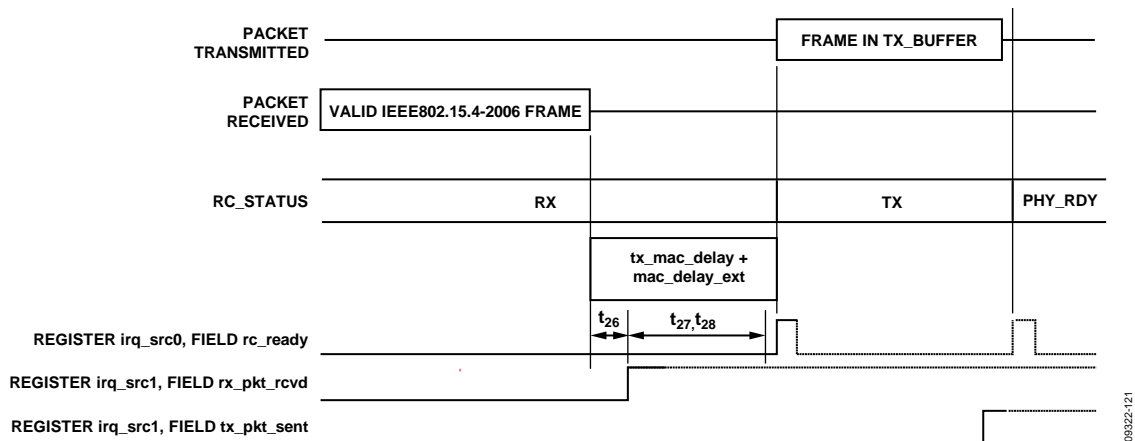 PACKET
TRANSMITTED
FRAME IN TX_BUFFER
PACKET
RECEIVED
VALID IEEE802.15.4-2006 FRAME
RC_STATUS
RX
TX
PHY_RDY
tx_mac_delay +
mac_delay_ext
t26
t27,t28
REGISTER irq_src0, FIELD rc_ready
REGISTER irq_src1, FIELD rx_pkt_rcvd
REGISTER irq_src1, FIELD tx_pkt_sent
09322-121